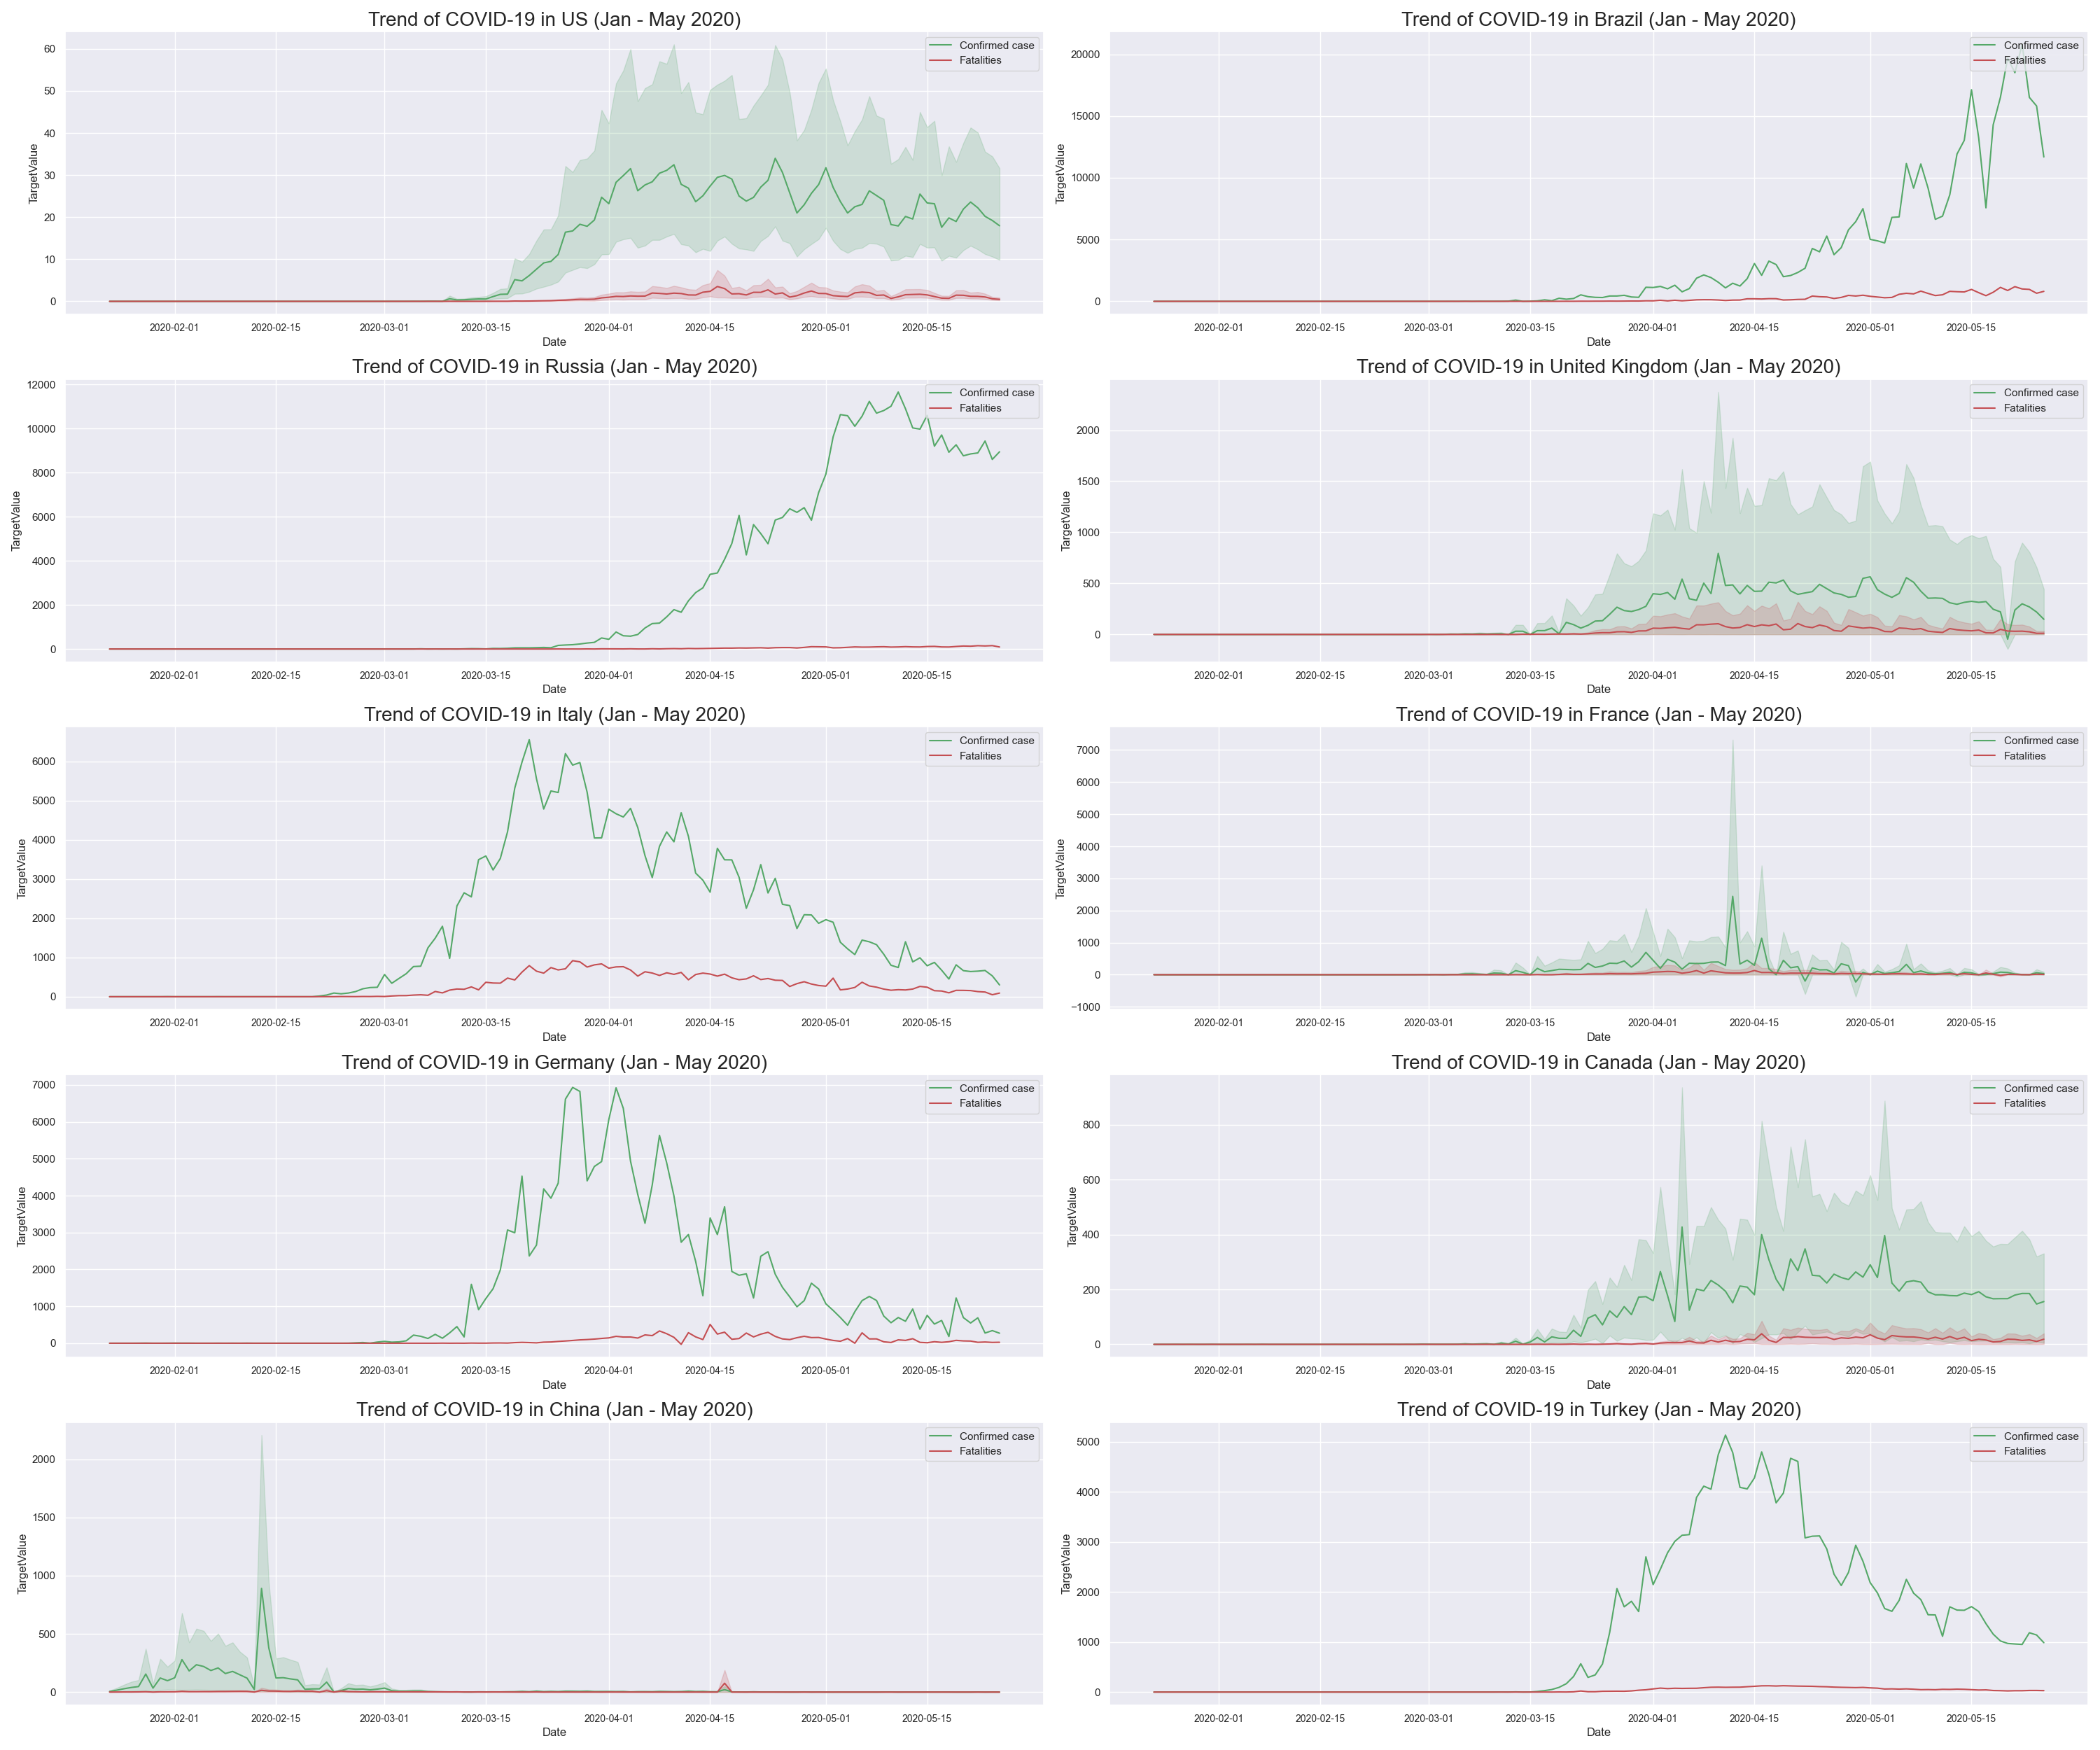 Trend of COVID-19 in US (Jan - May 2020)
Confirmed case
Fatalities
TargetValue
60
50
40
30
20
10
0
2020-02-01 2020-02-15 2020-03-01 2020-03-15 2020-04-01 2020-04-15 2020-05-01 2020-05-15
Date
Trend of COVID-19 in Brazil (Jan - May 2020)
Confirmed case
Fatalities
TargetValue
20000
15000
10000
5000
0
2020-02-01 2020-02-15 2020-03-01 2020-03-15 2020-04-01 2020-04-15 2020-05-01 2020-05-15
Date
Trend of COVID-19 in Russia (Jan - May 2020)
Confirmed case
Fatalities
TargetValue
12000
10000
8000
6000
4000
2000
0
2020-02-01 2020-02-15 2020-03-01 2020-03-15 2020-04-01 2020-04-15 2020-05-01 2020-05-15
Date
Trend of COVID-19 in United Kingdom (Jan - May 2020)
Confirmed case
Fatalities
TargetValue
2000
1500
1000
500
0
2020-02-01 2020-02-15 2020-03-01 2020-03-15 2020-04-01 2020-04-15 2020-05-01 2020-05-15
Date
Trend of COVID-19 in Italy (Jan - May 2020)
Confirmed case
Fatalities
TargetValue
6000
5000
4000
3000
2000
1000
0
2020-02-01 2020-02-15 2020-03-01 2020-03-15 2020-04-01 2020-04-15 2020-05-01 2020-05-15
Date
Trend of COVID-19 in France (Jan - May 2020)
Confirmed case
Fatalities
TargetValue
7000
6000
5000
4000
3000
2000
1000
0
−1000
2020-02-01 2020-02-15 2020-03-01 2020-03-15 2020-04-01 2020-04-15 2020-05-01 2020-05-15
Date
Trend of COVID-19 in Germany (Jan - May 2020)
Confirmed case
Fatalities
TargetValue
7000
6000
5000
4000
3000
2000
1000
0
2020-02-01 2020-02-15 2020-03-01 2020-03-15 2020-04-01 2020-04-15 2020-05-01 2020-05-15
Date
Trend of COVID-19 in Canada (Jan - May 2020)
Confirmed case
Fatalities
TargetValue
800
600
400
200
0
2020-02-01 2020-02-15 2020-03-01 2020-03-15 2020-04-01 2020-04-15 2020-05-01 2020-05-15
Date
Trend of COVID-19 in China (Jan - May 2020)
Confirmed case
Fatalities
TargetValue
2000
1500
1000
500
0
2020-02-01 2020-02-15 2020-03-01 2020-03-15 2020-04-01 2020-04-15 2020-05-01 2020-05-15
Date
Trend of COVID-19 in Turkey (Jan - May 2020)
Confirmed case
Fatalities
TargetValue
5000
4000
3000
2000
1000
0
2020-02-01 2020-02-15 2020-03-01 2020-03-15 2020-04-01 2020-04-15 2020-05-01 2020-05-15
Date